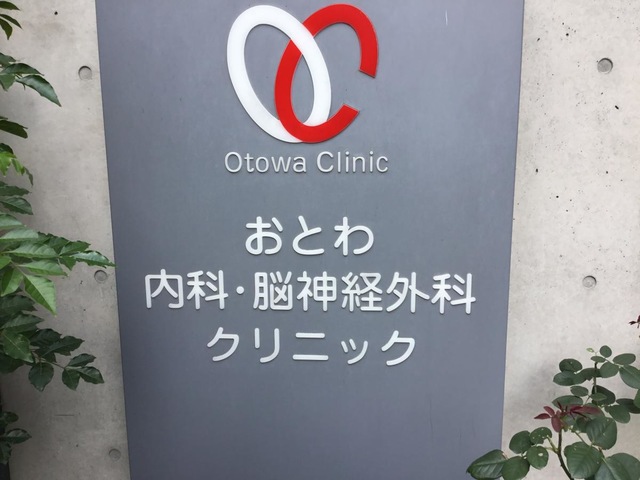 Otowa Clinic
おとわ
内科・脳神経外科
クリニック